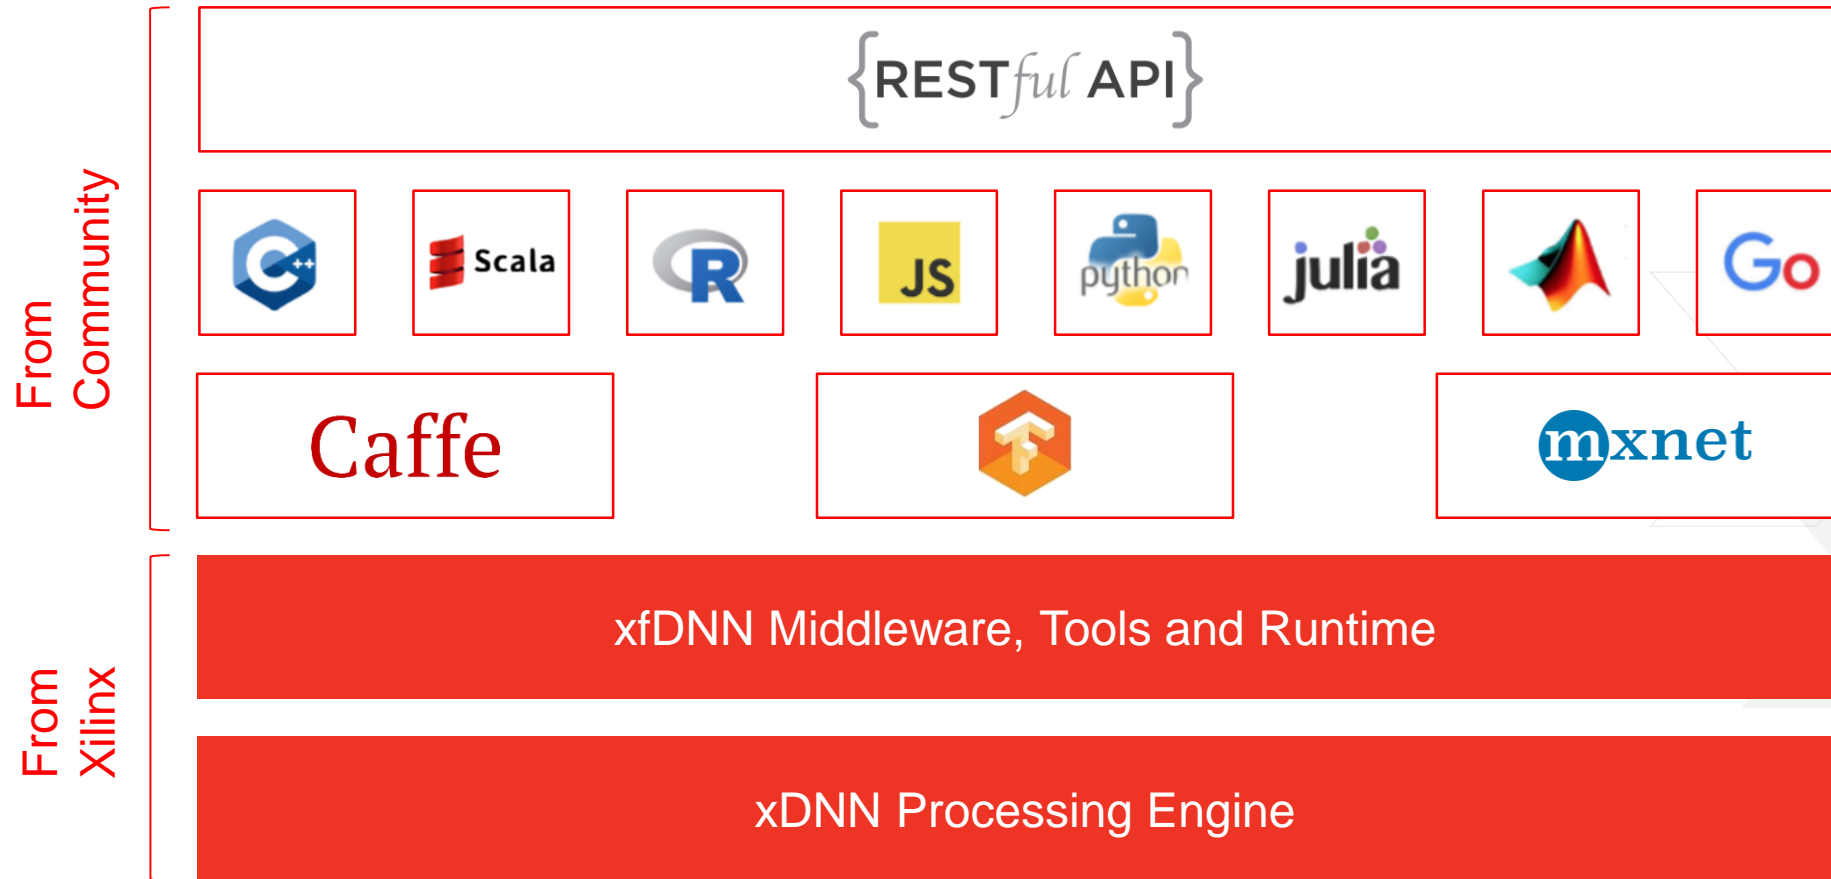 {RESTful API}
From
Community
C++
Scala
R
JS
python
julia
Go
Caffe
TF
mxnet
From
Xilinx
xfDNN Middleware, Tools and Runtime
xDNN Processing Engine